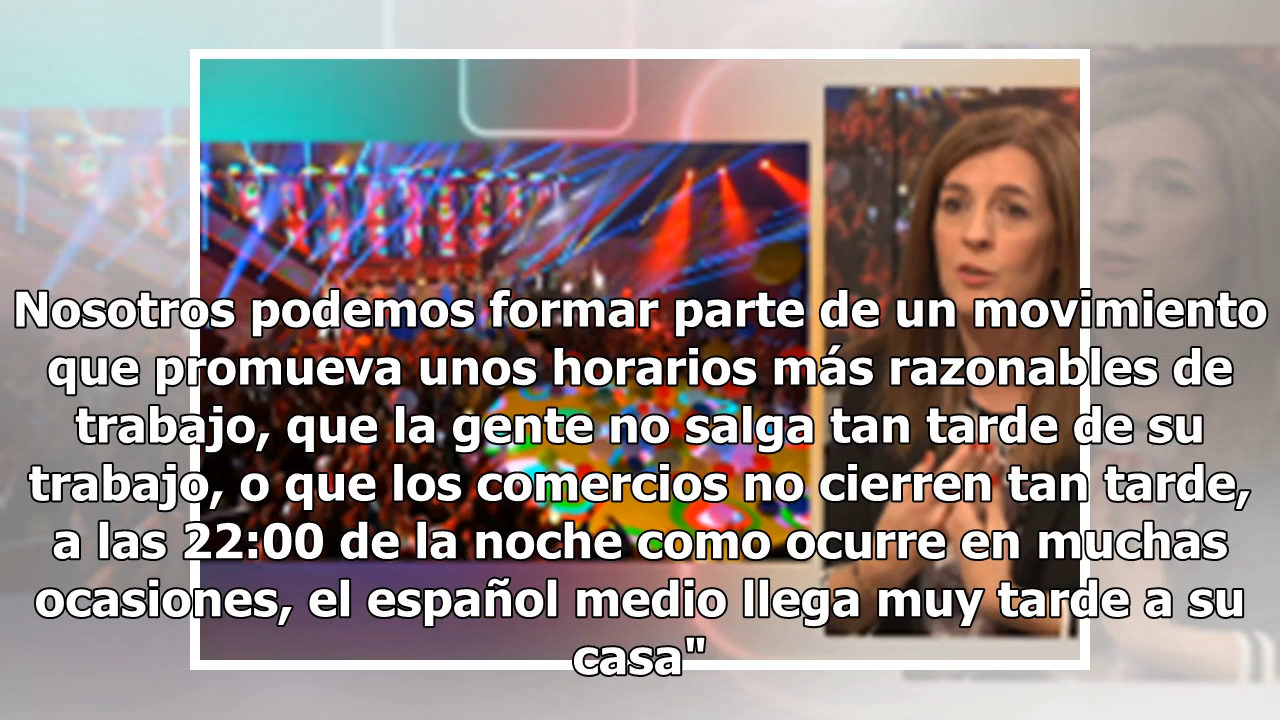 Nosotros podemos formar parte de un movimiento
que promueva unos horarios más razonables de
trabajo, que la gente no salga tan tarde de su
trabajo, o que los comercios no cierren tan tarde,
a las 22:00 de la noche como ocurre en muchas
ocasiones, el español medio llega muy tarde a su
casa"